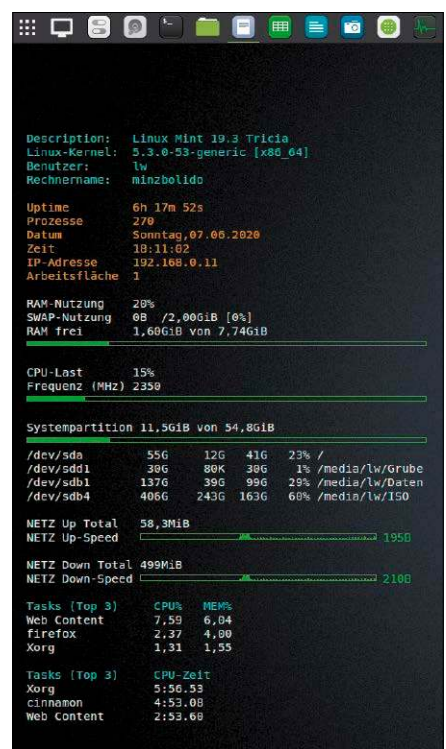 Description: Linux Mint 19.3 Tricia
Linux-Kernel: 5.3.0-53-generic [x86_64]
Benutzer: lw
Rechnername: minzbolido
Uptime 6h 17m 52s
Prozesse 270
Datum Sonntag,07.06.2020
Zeit 18:11:02
IP-Adresse 192.168.0.11
Arbeitsfläche 1
RAM-Nutzung 20%
SWAP-Nutzung 0B /2,00GiB [0%]
RAM frei 1,60GiB von 7,74GiB
CPU-Last 15%
Frequenz (MHz) 2350
Systempartition 11,5GiB von 54,8GiB
/dev/sda 55G 12G 41G 23% /
/dev/sdd1 30G 80K 30G 1% /media/lw/Grube
/dev/sdb1 137G 39G 99G 29% /media/lw/Daten
/dev/sdb4 406G 243G 163G 60% /media/lw/ISO
NETZ Up Total 58,3MiB
NETZ Up-Speed 195B
NETZ Down Total 499MiB
NETZ Down-Speed 210B
Tasks (Top 3) CPU% MEM%
Web Content 7,59 6,04
firefox 2,37 4,00
Xorg 1,31 1,55
Tasks (Top 3) CPU-Zeit
Xorg 5:56.53
cinnamon 4:53.08
Web Content 2:53.60